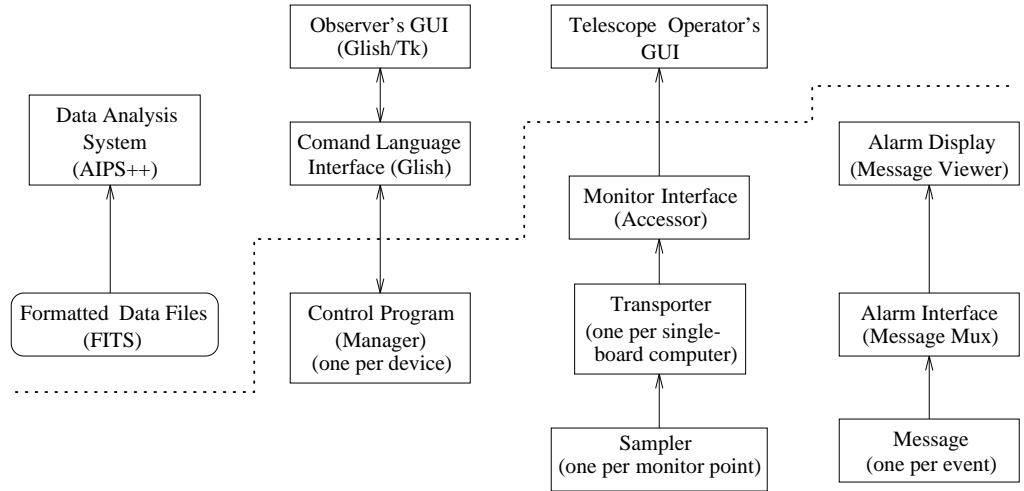 Observer's GUI
(Glish/Tk)
Telescope Operator's
GUI
Data Analysis
System
(AIPS++)
Comand Language
Interface (Glish)
Alarm Display
(Message Viewer)
Monitor Interface
(Accessor)
Formatted Data Files
(FITS)
Control Program
(Manager)
(one per device)
Transporter
(one per single-
board computer)
Alarm Interface
(Message Mux)
Sampler
(one per monitor point)
Message
(one per event)